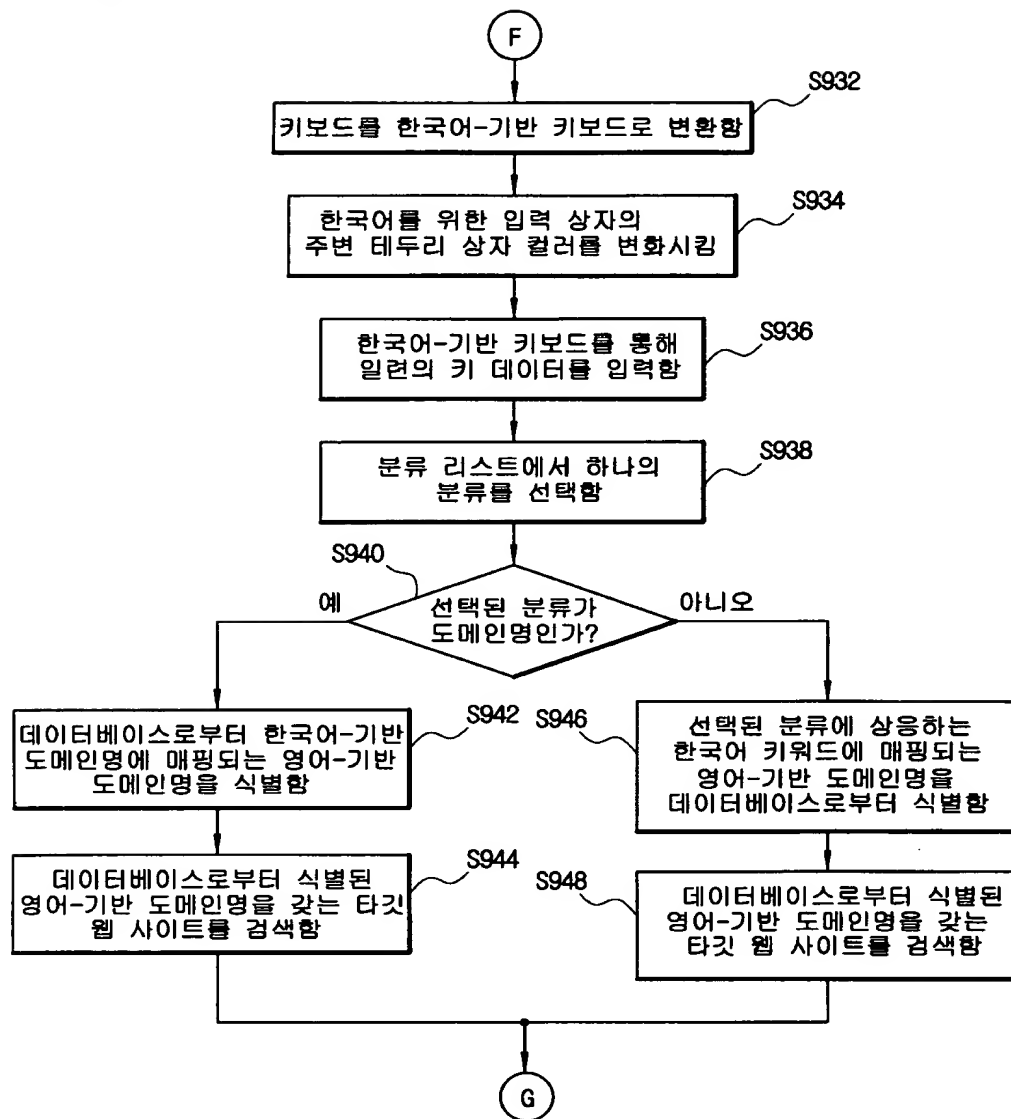 F
S932
키보드를 한국어-기반 키보드로 변환함
S934
한국어를 위한 입력 상자의
주변 테두리 상자 컬러를 변화시킴
S936
한국어-기반 키보드를 통해
일련의 키 데이터를 입력함
S938
분류 리스트에서 하나의
분류를 선택함
S940
예
선택된 분류가
도메인명인가?
아니오
S942
데이터베이스로부터 한국어-기반
도메인명에 매핑되는 영어-기반
도메인명을 식별함
S946
선택된 분류에 상응하는
한국어 키워드에 매핑되는
영어-기반 도메인명을
데이터베이스로부터 식별함
S944
데이터베이스로부터 식별된
영어-기반 도메인명을 갖는 타깃
웹 사이트를 검색함
S948
데이터베이스로부터 식별된
영어-기반 도메인명을 갖는
타깃 웹 사이트를 검색함
G